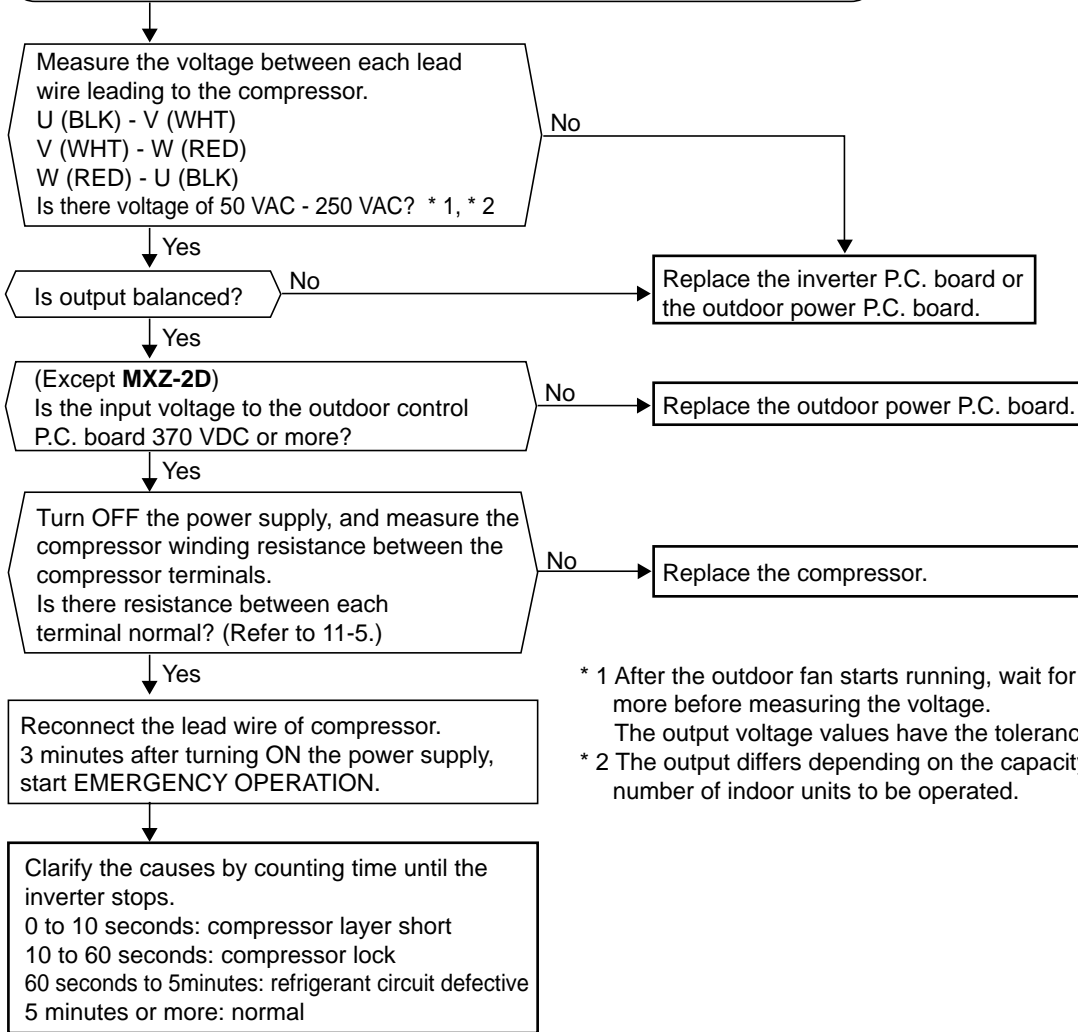 Measure the voltage between each lead
wire leading to the compressor.
U (BLK) - V (WHT)
V (WHT) - W (RED)
W (RED) - U (BLK)
Is there voltage of 50 VAC - 250 VAC? * 1, * 2
No
Yes
Is output balanced?
No
Replace the inverter P.C. board or
the outdoor power P.C. board.
Yes
(Except MXZ-2D)
Is the input voltage to the outdoor control
P.C. board 370 VDC or more?
No
Replace the outdoor power P.C. board.
Yes
Turn OFF the power supply, and measure the
compressor winding resistance between the
compressor terminals.
Is there resistance between each
terminal normal? (Refer to 11-5.)
No
Replace the compressor.
Yes
Reconnect the lead wire of compressor.
3 minutes after turning ON the power supply,
start EMERGENCY OPERATION.
* 1 After the outdoor fan starts running, wait for
more before measuring the voltage.
The output voltage values have the
* 2 The output differs depending on the
number of indoor units to be operated.
Clarify the causes by counting time until the
inverter stops.
0 to 10 seconds: compressor layer short
10 to 60 seconds: compressor lock
60 seconds to 5minutes: refrigerant circuit defective
5 minutes or more: normal